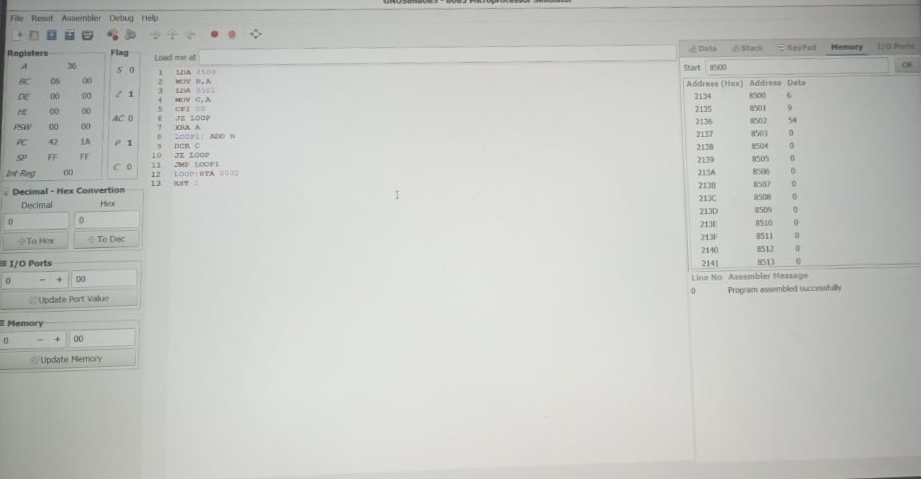 GNUSim8085 - 8085 Microprocessor Simulator
File Reset Assembler Debug Help
Registers
A 36
BC 06 00
DE 00 00
HL 00 00
PSW 00 00
PC 42 1A
SP FF FF
Int-Reg 00
Flag
S 0
Z 1
AC 0
P 1
C 0
Decimal - Hex Convertion
Decimal Hex
0 0
To Hex To Dec
I/O Ports
0 - + 00
Update Port Value
Memory
0 - + 00
Update Memory
Load me at
1 LDA 8500
2 MOV B,A
3 LDA 8501
4 MOV C,A
5 CPI 00
6 JZ LOOP
7 XRA A
8 LOOP1: ADD B
9 DCR C
10 JZ LOOP
11 JMP LOOP1
12 LOOP:STA 8502
13 RST 1
Data Stack KeyPad Memory I/O Ports
Start 8500 OK
Address (Hex) Address Data
2134 8500 6
2135 8501 9
2136 8502 54
2137 8503 0
2138 8504 0
2139 8505 0
213A 8506 0
213B 8507 0
213C 8508 0
213D 8509 0
213E 8510 0
213F 8511 0
2140 8512 0
2141 8513 0
Line No Assembler Message
0 Program assembled successfully